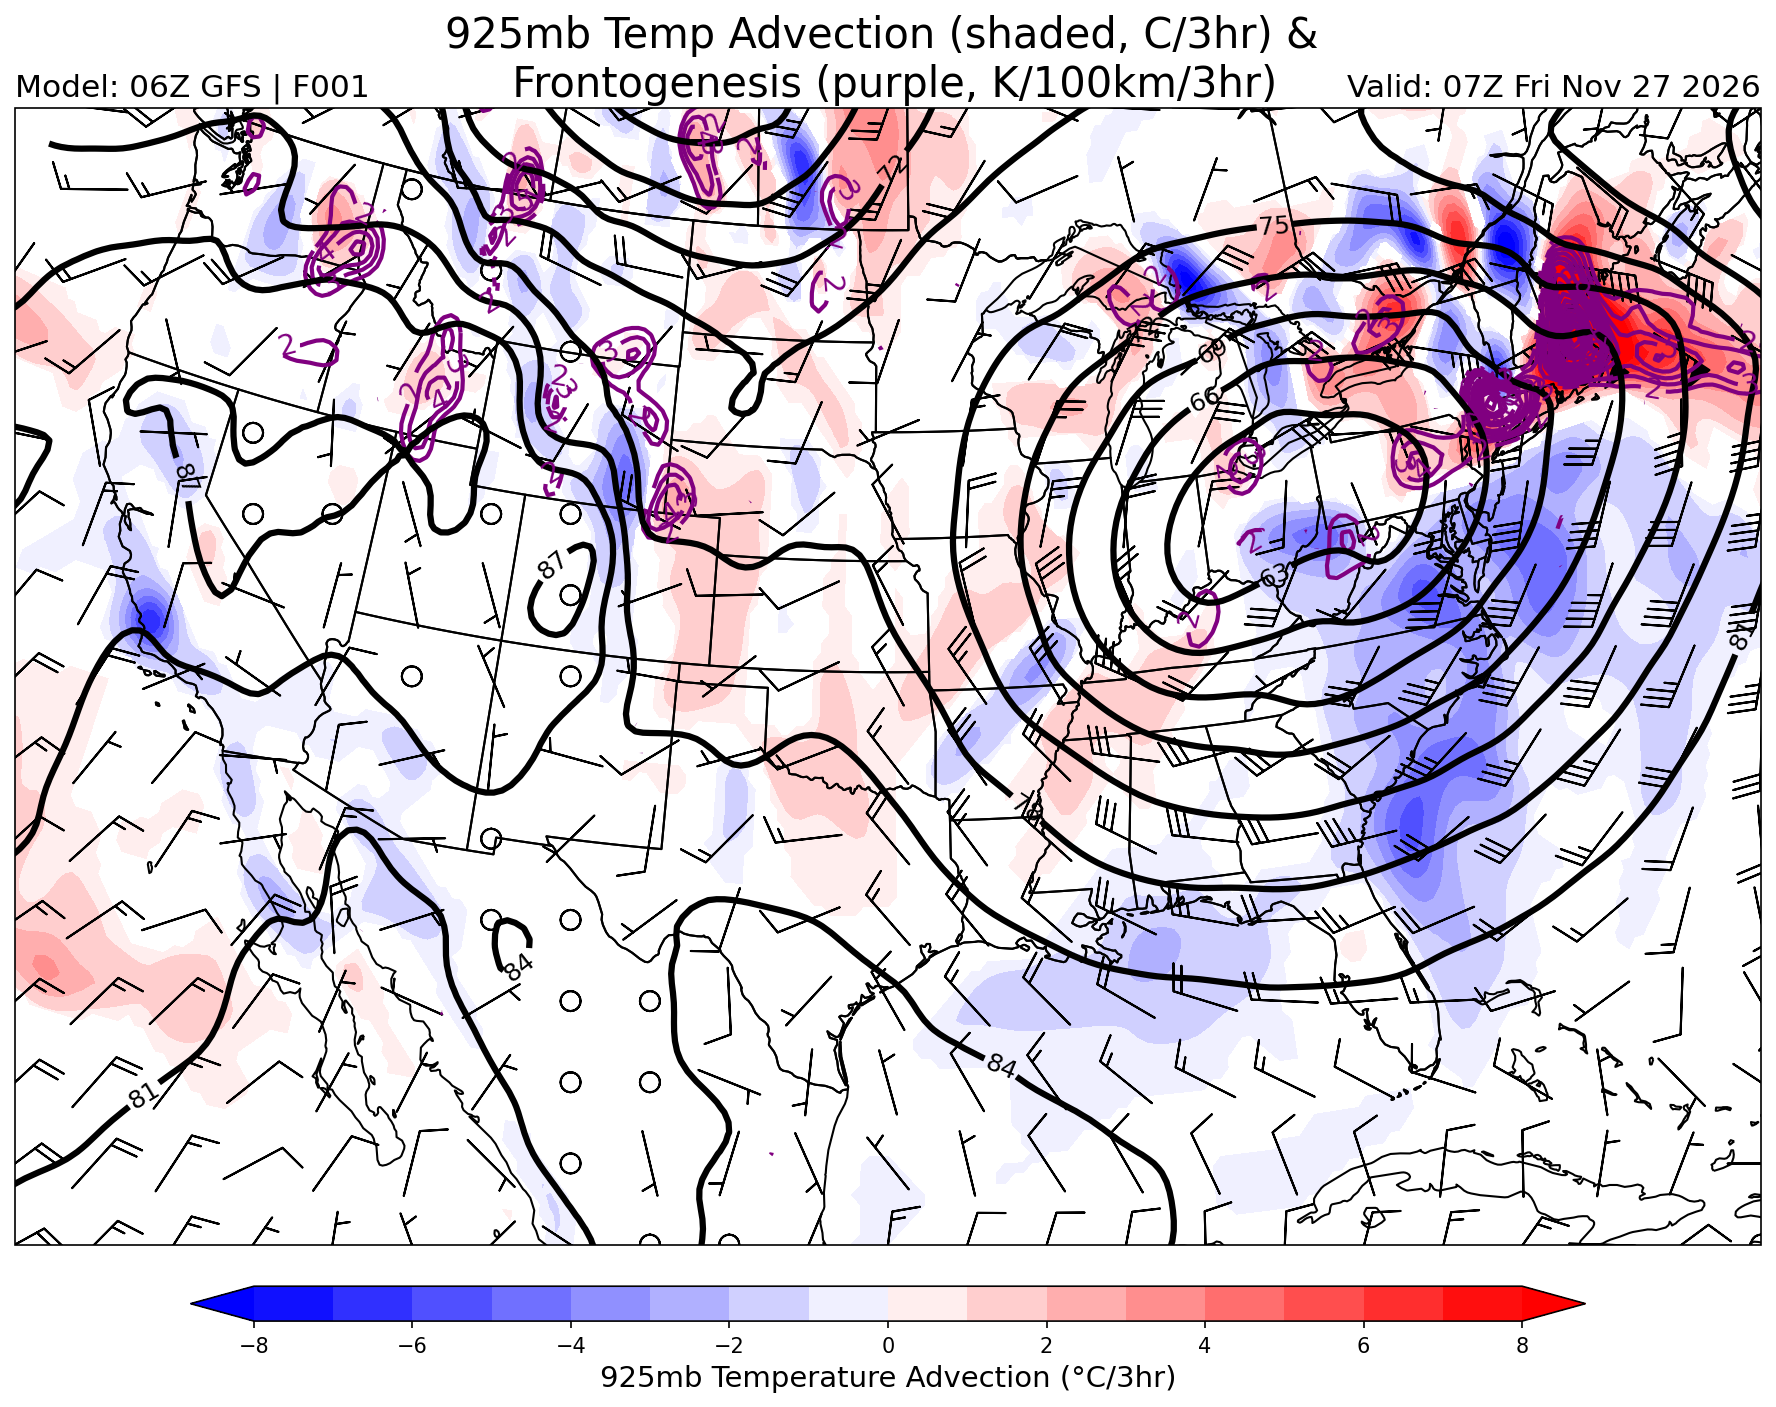 925mb Temp Advection (shaded, C/3hr) &
Model: 06Z GFS | F001
Frontogenesis (purple, K/100km/3hr)
Valid: 07Z Fri Nov 27 2026
72
75
69
66
63
78
81
87
84
84
81
81
−8 −6 −4 −2 0 2 4 6 8
925mb Temperature Advection (°C/3hr)